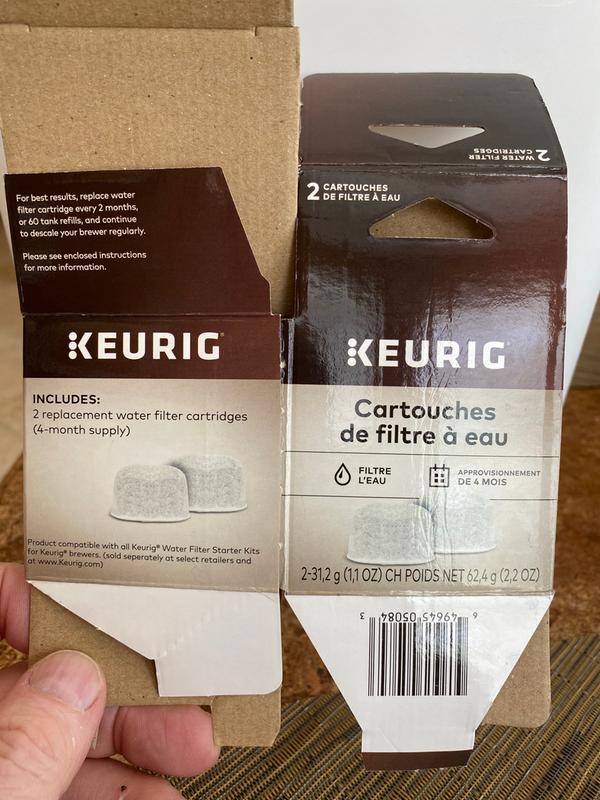 For best results, replace water
filter cartridge every 2 months,
or 60 tank refills, and continue
to descale your brewer regularly.
Please see enclosed instructions
for more information.
KEURIG®
INCLUDES:
2 replacement water filter cartridges
(4-month supply)
Product compatible with all Keurig® Water Filter Starter Kits
for Keurig® brewers. (sold seperately at select retailers and
at www.Keurig.com)
2 WATER FILTER
CARTRIDGES
2 CARTOUCHES
DE FILTRE À EAU
KEURIG®
Cartouches
de filtre à eau
FILTRE
L'EAU
APPROVISIONNEMENT
DE 4 MOIS
2-31,2 g (1,1 OZ) CH POIDS NET 62,4 g (2,2 OZ)
6 49645 05084 3